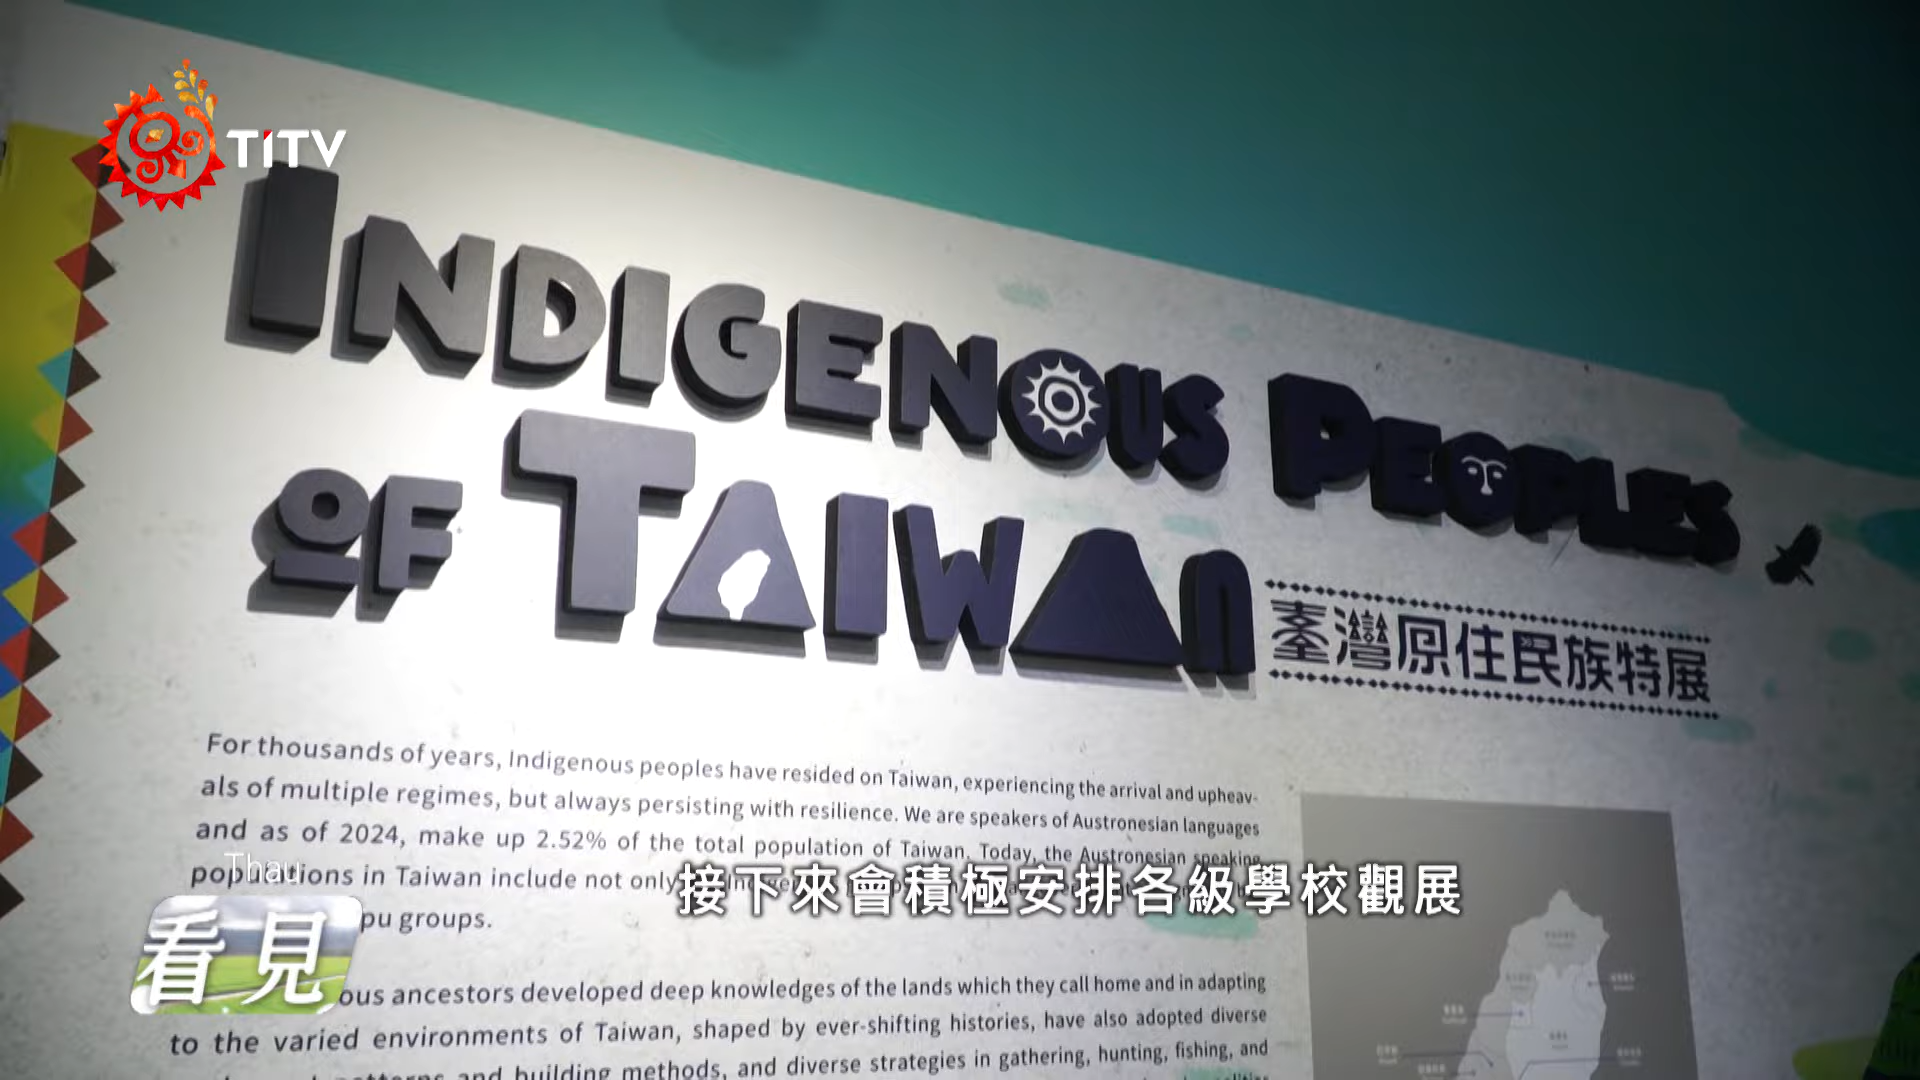 TITV
INDIGENOUS PEOPLES
OF TAIWAN
臺灣原住民族特展
For thousands of years, Indigenous peoples have resided on Taiwan, experiencing the arrival and upheav-
als of multiple regimes, but always persisting with resilience. We are speakers of Austronesian languages
and as of 2024, make up 2.52% of the total population of Taiwan. Today, the Austronesian speaking
populations in Taiwan include not only
pu groups.
Thau
接下來會積極安排各級學校觀展
看見
ous ancestors developed deep knowledges of the lands which they call home and in adapting
to the varied environments of Taiwan, shaped by ever-shifting histories, have also adopted diverse
and building methods, and diverse strategies in gathering, hunting, fishing, and